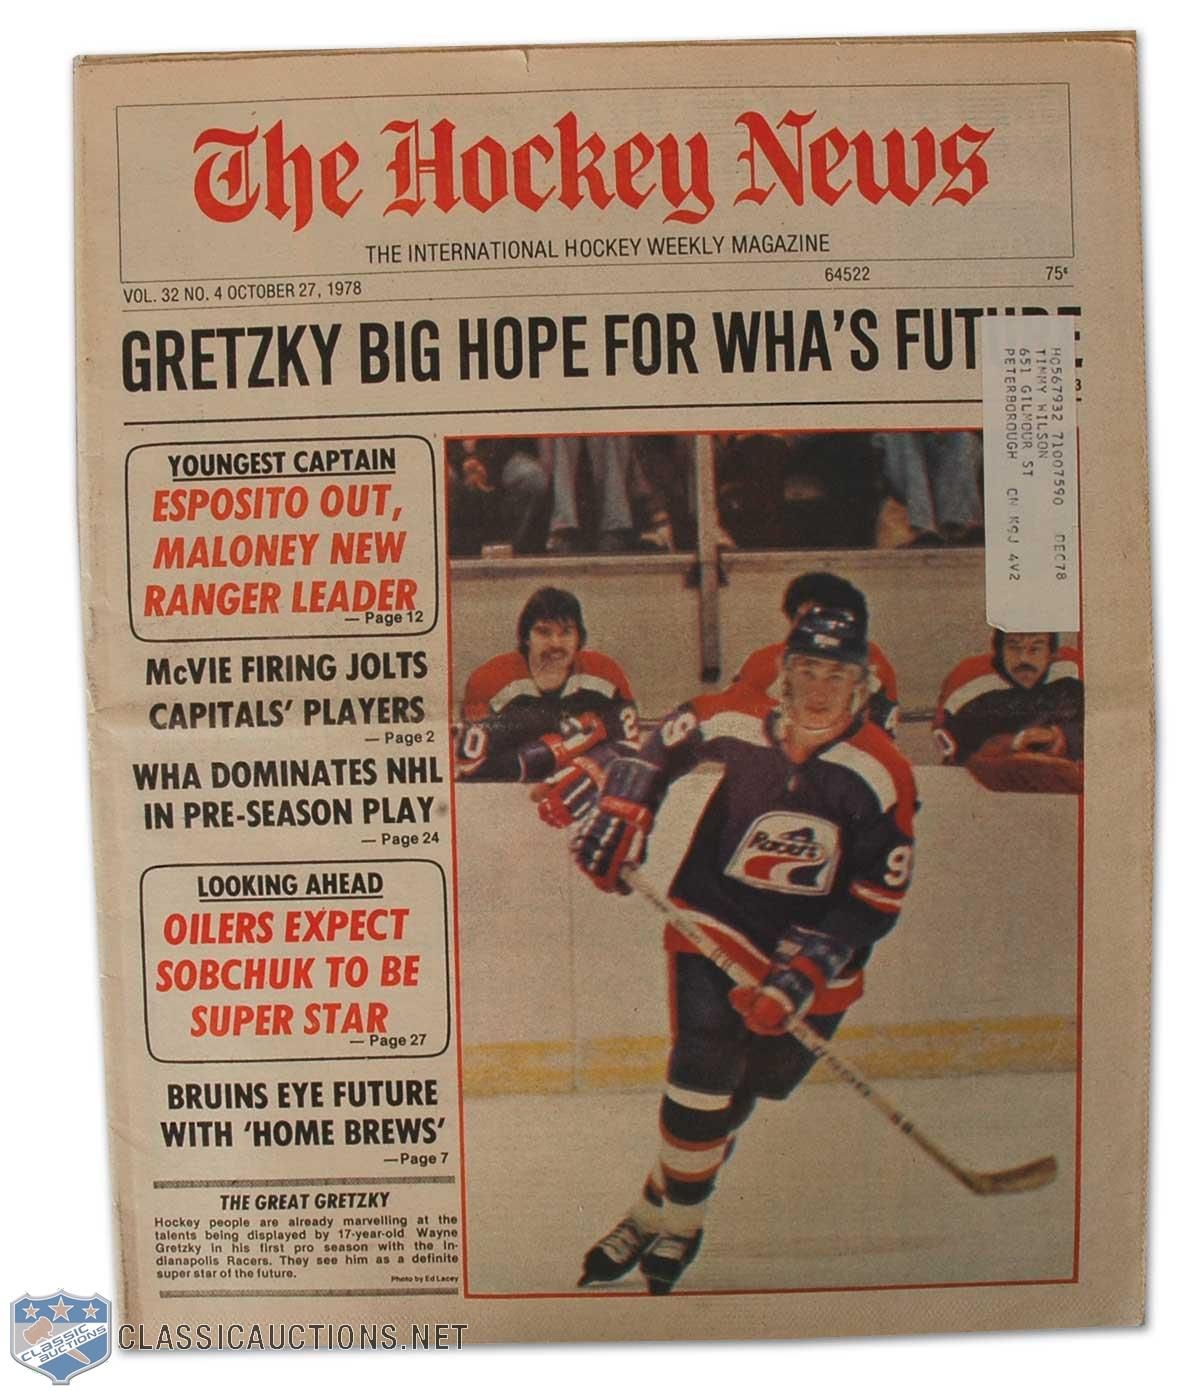 The Hockey News
THE INTERNATIONAL HOCKEY WEEKLY MAGAZINE
VOL. 32 NO. 4 OCTOBER 27, 1978
64522
75¢
GRETZKY BIG HOPE FOR WHA'S
HO567932 71007590 DEC78
TIMMY WILSON
651 GILMOUR ST
PETERBOROUGH CN K9J 4V2
YOUNGEST CAPTAIN
ESPOSITO OUT,
MALONEY NEW
RANGER LEADER
— Page 12
McVIE FIRING JOLTS
CAPITALS' PLAYERS
— Page 2
WHA DOMINATES NHL
IN PRE-SEASON PLAY
— Page 24
LOOKING AHEAD
OILERS EXPECT
SOBCHUK TO BE
SUPER STAR
— Page 27
BRUINS EYE FUTURE
WITH 'HOME BREWS'
—Page 7
THE GREAT GRETZKY
Hockey people are already marvelling at the
talents being displayed by 17-year-old Wayne
Gretzky in his first pro season with the In-
dianapolis Racers. They see him as a definite
super star of the future.
Photo by Ed Lacey
Racers
9
CLASSIC
AUCTIONS
CLASSICAUCTIONS.NET